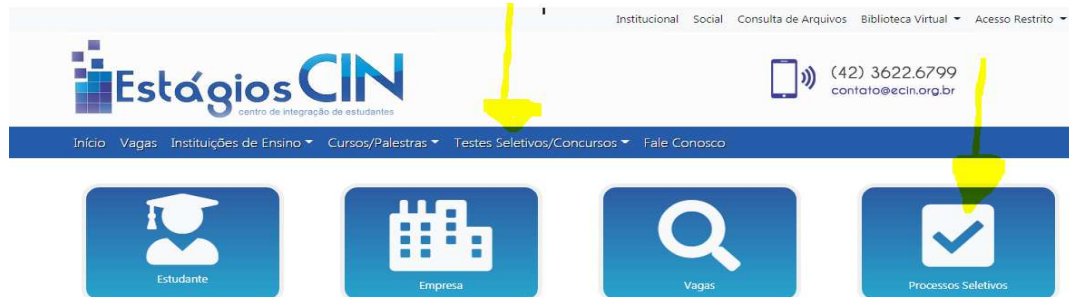 Institucional Social Consulta de Arquivos Biblioteca Virtual Acesso Restrito
Estágios CIN
centro de integração de estudantes
(42) 3622.6799
contato@ecin.org.br
Início Vagas Instituições de Ensino Cursos/Palestras Testes Seletivos/Concursos Fale Conosco
Estudante Empresa Vagas Processos Seletivos